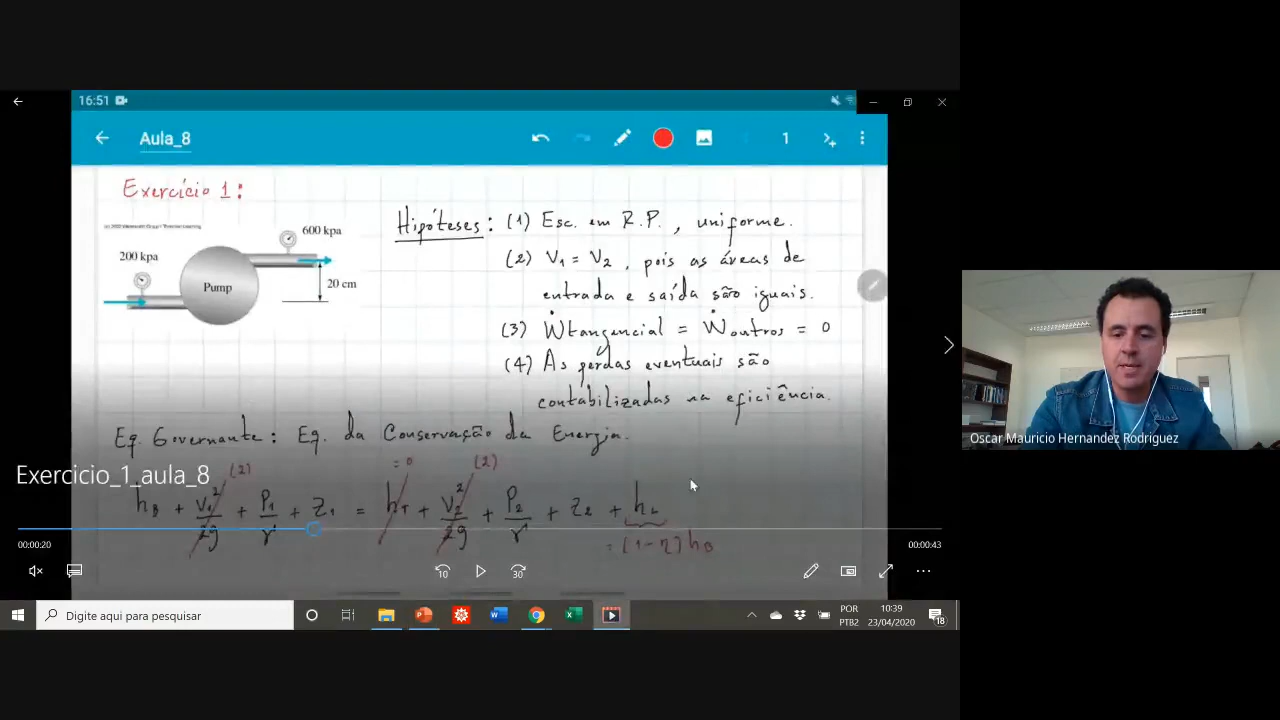 16:51
Aula_8
1
Exercício 1:
600 kpa
200 kpa
Pump
20 cm
Hipóteses: (1) Esc. em R.P., uniforme.
(2) V1 = V2, pois as áreas de
entrada e saída são iguais.
(3) Ẇtangencial = Ẇoutros = 0
(4) As perdas eventuais são
contabilizadas na eficiência.
Eq. Governante: Eq. da Conservação da Energia.
Exercicio_1_aula_8
(2) = 0 (2)
hB + V1²/2g + P1/γ + Z1 = hT + V2²/2g + P2/γ + Z2 + hL
= (1-η) hB
00:00:20
00:00:43
10
30
Oscar Mauricio Hernandez Rodriguez
Digite aqui para pesquisar
POR
PTB2
10:39
23/04/2020
18